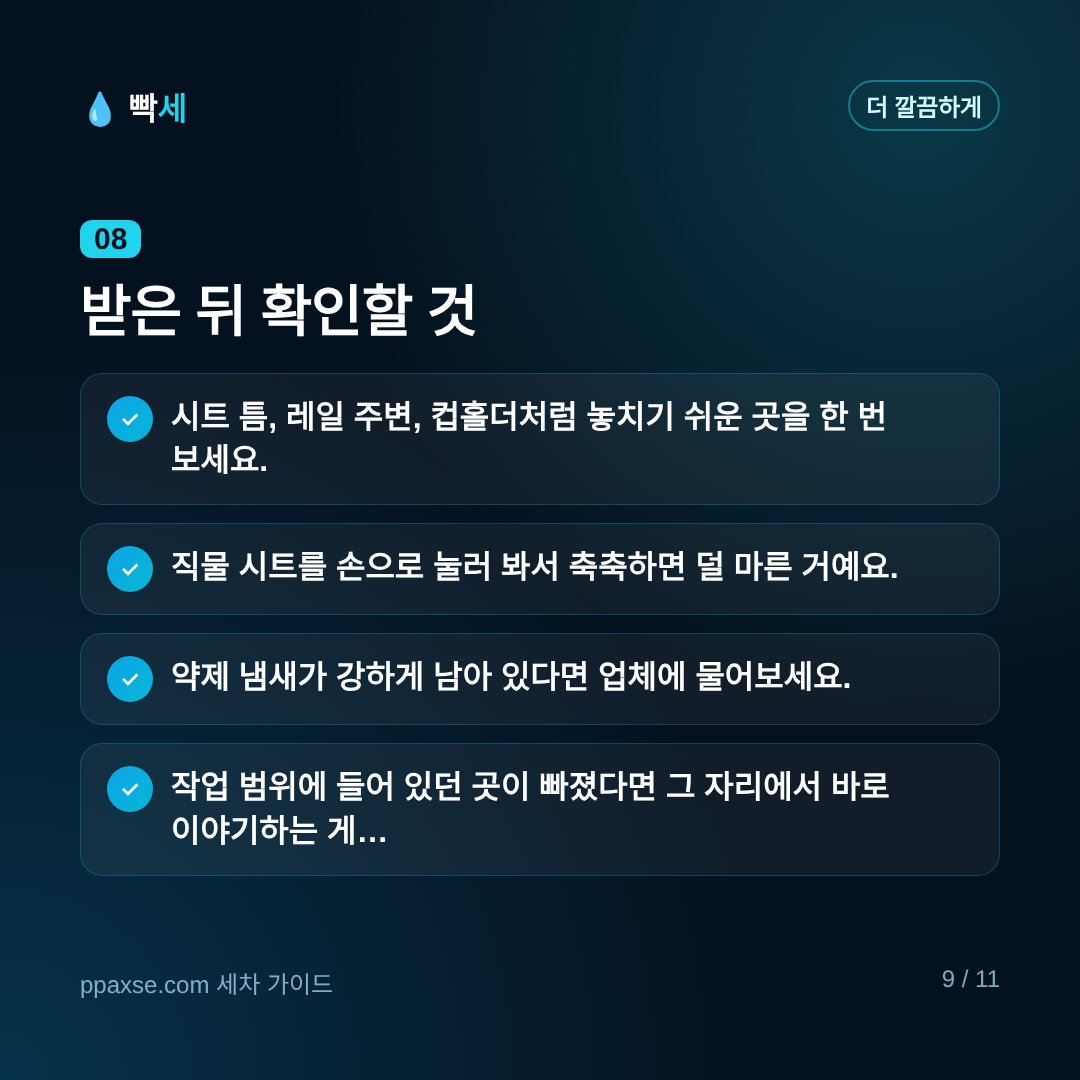 빡세
더 깔끔하게
08
받은 뒤 확인할 것
시트 틈, 레일 주변, 컵홀더처럼 놓치기 쉬운 곳을 한 번
보세요.
직물 시트를 손으로 눌러 봐서 축축하면 덜 마른 거예요.
약제 냄새가 강하게 남아 있다면 업체에 물어보세요.
작업 범위에 들어 있던 곳이 빠졌다면 그 자리에서 바로
이야기하는 게…
ppaxse.com 세차 가이드
9 / 11